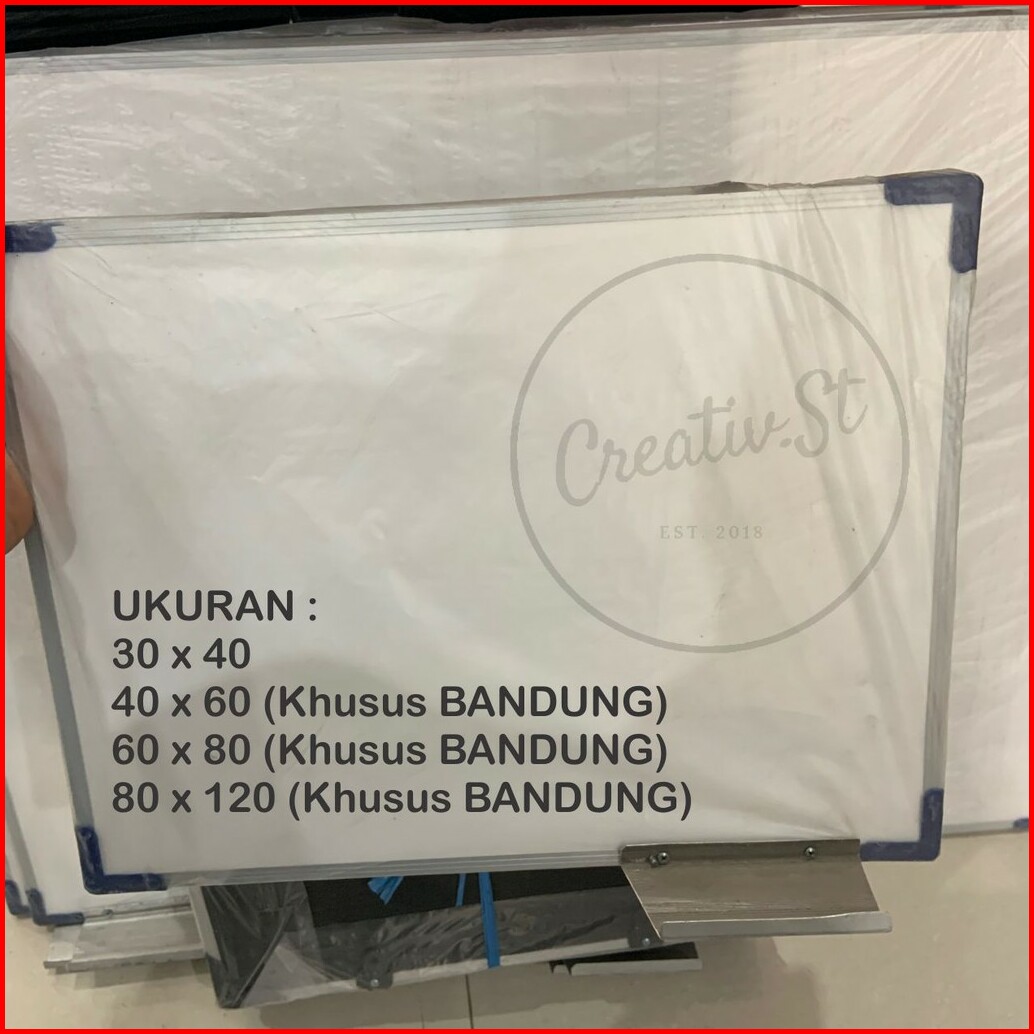 Creativ.St
EST. 2018
UKURAN :
30 x 40
40 x 60 (Khusus BANDUNG)
60 x 80 (Khusus BANDUNG)
80 x 120 (Khusus BANDUNG)